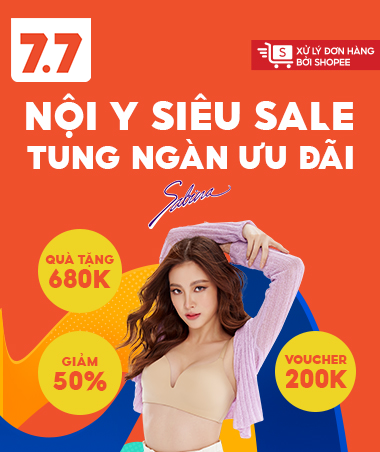 7.7
S
XỬ LÝ ĐƠN HÀNG
BỞI SHOPEE
NỘI Y SIÊU SALE
TUNG NGÀN ƯU ĐÃI
Sabina
QUÀ TẶNG
680K
GIẢM
50%
VOUCHER
200K